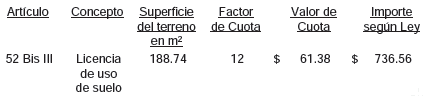 Artículo Concepto Superficie del terreno en m² Factor de Cuota Valor de Cuota Importe según Ley
52 Bis III Licencia de uso de suelo 188.74 12 $ 61.38 $ 736.56